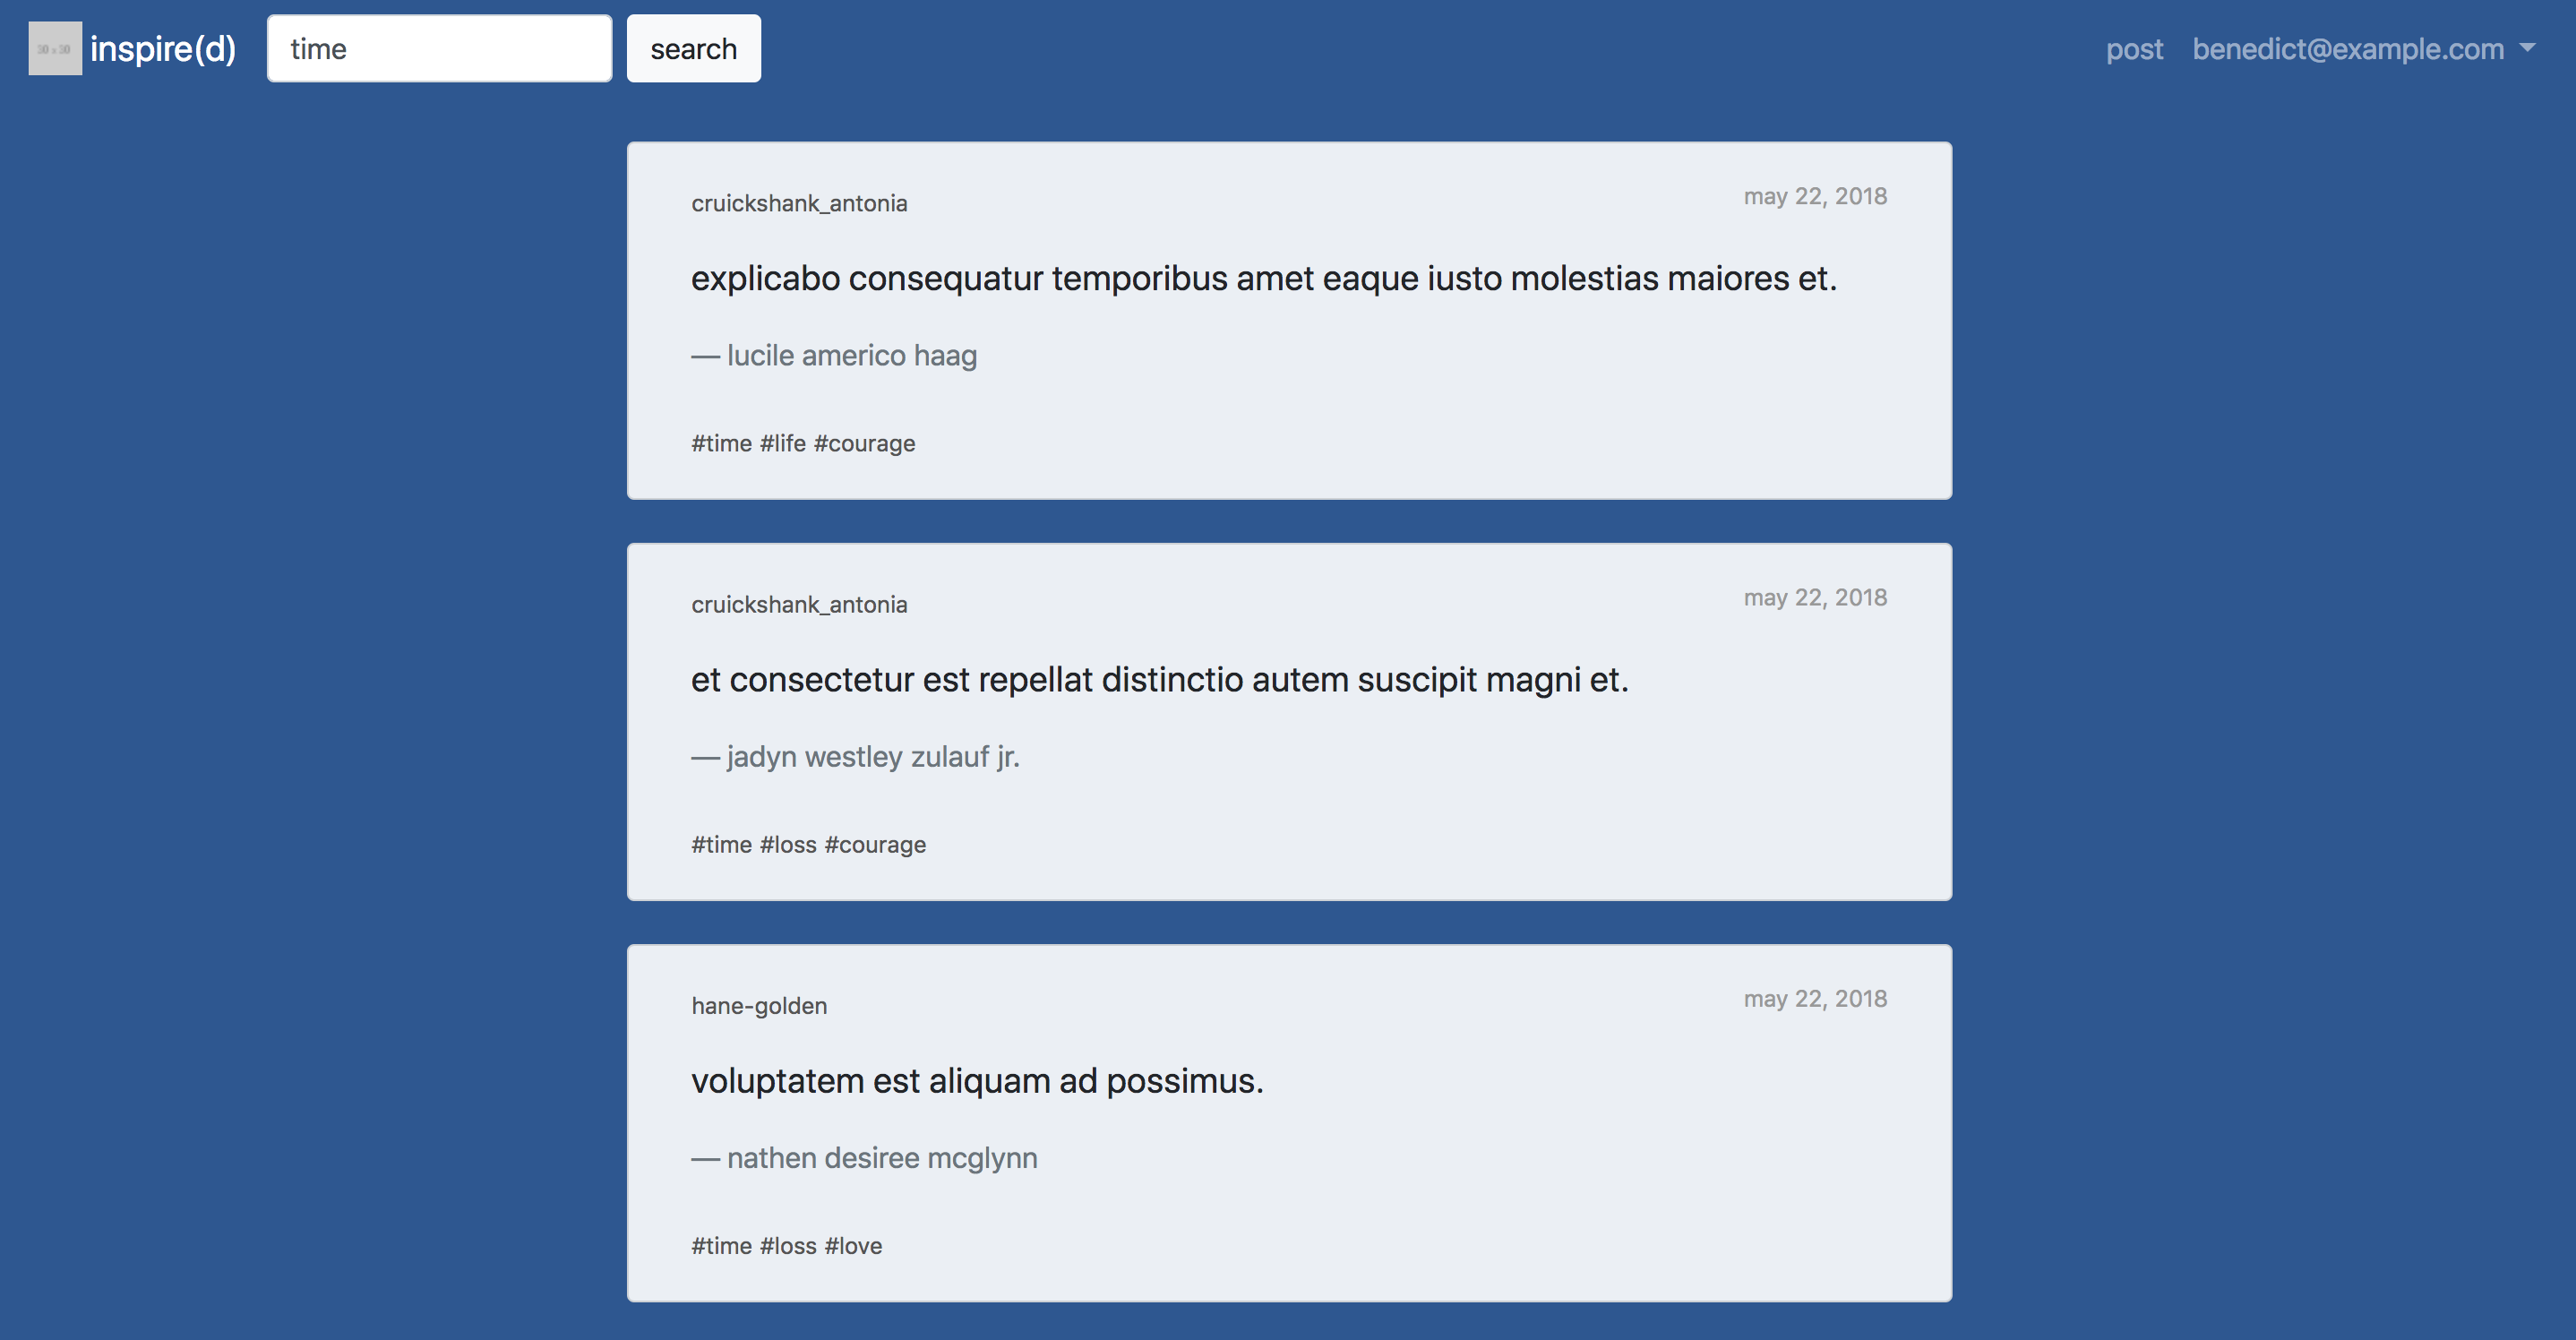 30 x 30 inspire(d) time search post benedict@example.com
cruickshank_antonia may 22, 2018
explicabo consequatur temporibus amet eaque iusto molestias maiores et.
— lucile americo haag
#time #life #courage
cruickshank_antonia may 22, 2018
et consectetur est repellat distinctio autem suscipit magni et.
— jadyn westley zulauf jr.
#time #loss #courage
hane-golden may 22, 2018
voluptatem est aliquam ad possimus.
— nathen desiree mcglynn
#time #loss #love